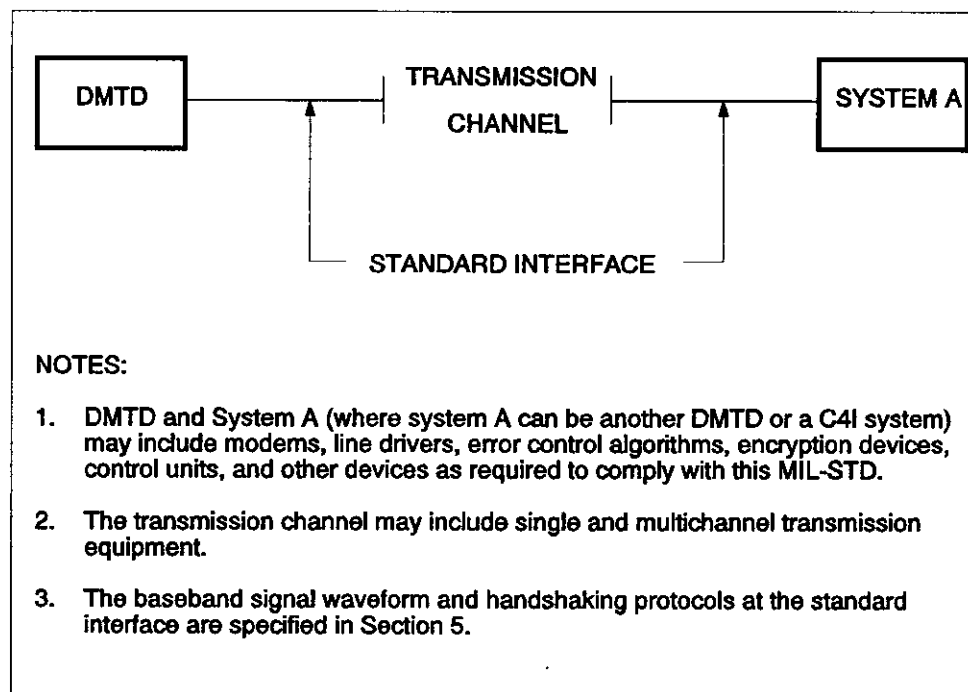 DMTD
TRANSMISSION
CHANNEL
SYSTEM A
STANDARD INTERFACE
NOTES:
1. DMTD and System A (where system A can be another DMTD or a C4I system)
may include modems, line drivers, error control algorithms, encryption devices,
control units, and other devices as required to comply with this MIL-STD.
2. The transmission channel may include single and multichannel transmission
equipment.
3. The baseband signal waveform and handshaking protocols at the standard
interface are specified in Section 5.